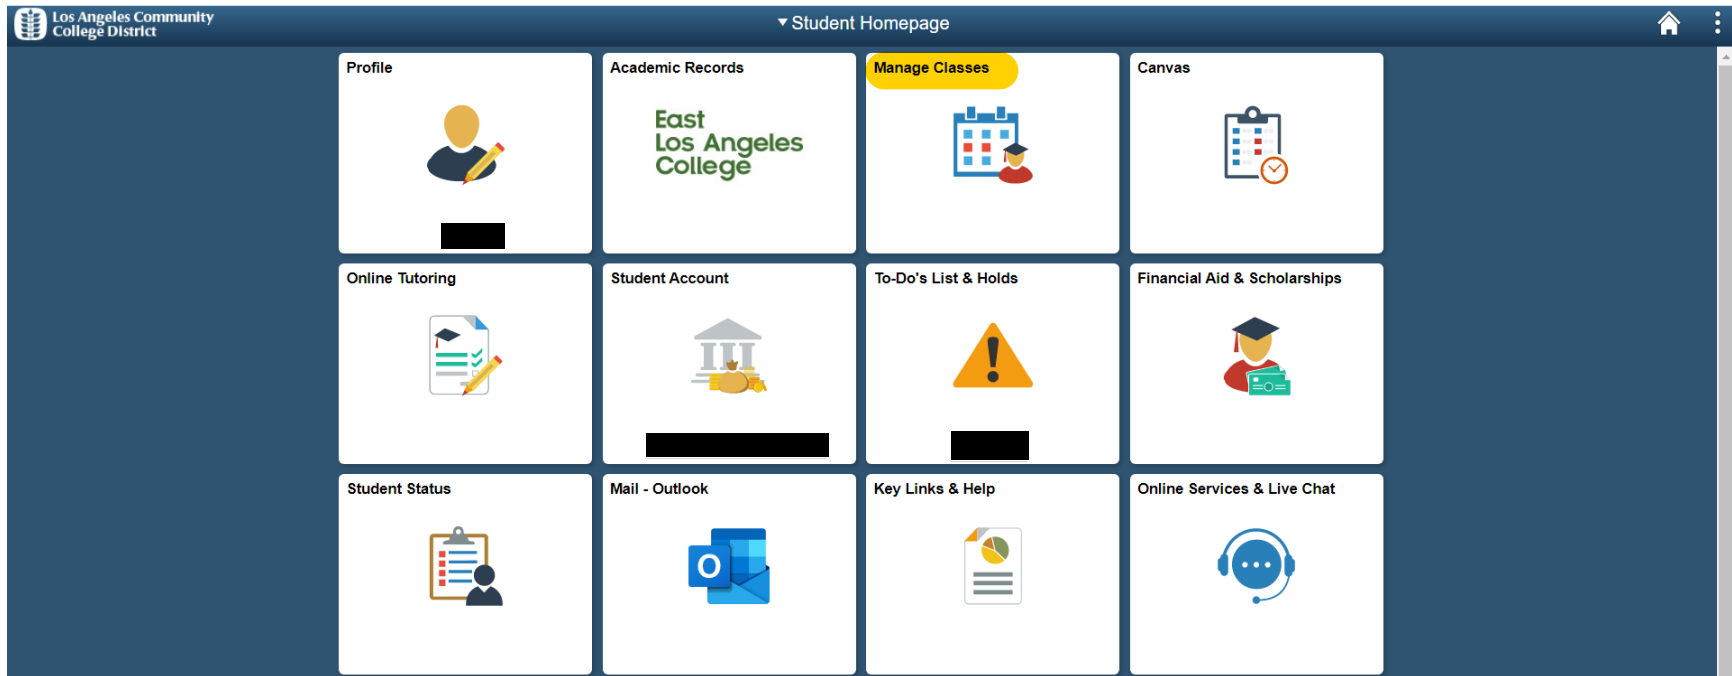 Los Angeles Community
College District
Student Homepage
Profile
Academic Records
Manage Classes
Canvas
East
Los Angeles
College
Online Tutoring
Student Account
To-Do's List & Holds
Financial Aid & Scholarships
Student Status
Mail - Outlook
Key Links & Help
Online Services & Live Chat
O